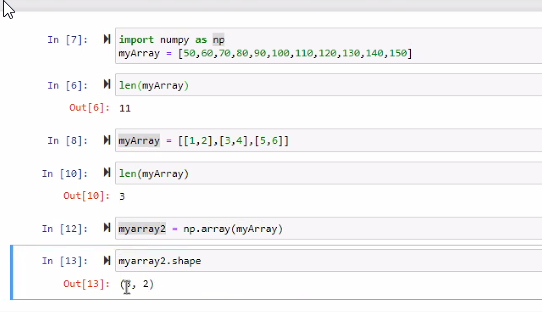 In [7]: import numpy as np
myArray = [50,60,70,80,90,100,110,120,130,140,150]
In [6]: len(myArray)
Out[6]: 11
In [8]: myArray = [[1,2],[3,4],[5,6]]
In [10]: len(myArray)
Out[10]: 3
In [12]: myarray2 = np.array(myArray)
In [13]: myarray2.shape
Out[13]: (3, 2)